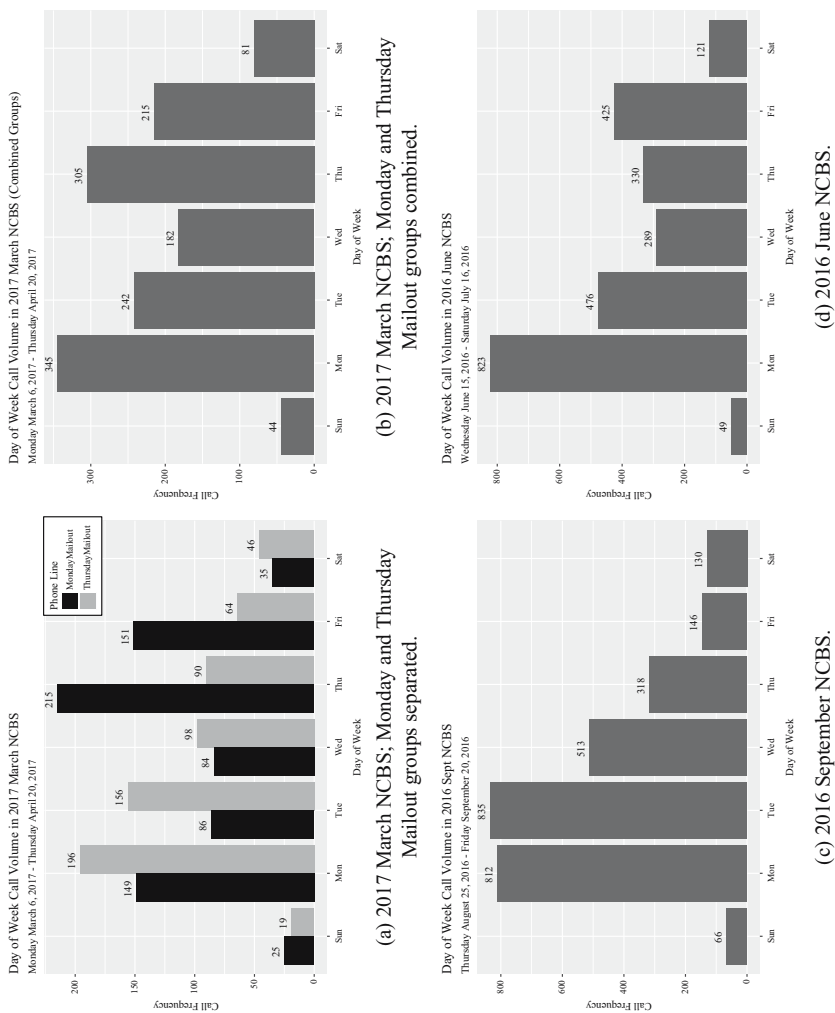 Day of Week Call Volume in 2017 March NCBS
Monday March 6, 2017 - Thursday April 20, 2017
Call Frequency
200
150
100
50
0
Phone Line
MondayMailout
ThursdayMailout
25
19
149
196
86
156
84
98
215
90
151
64
35
46
Sun
Mon
Tue
Wed
Thu
Fri
Sat
Day of Week
(a) 2017 March NCBS; Monday and Thursday
Mailout groups separated.
Day of Week Call Volume in 2017 March NCBS (Combined Groups)
Monday March 6, 2017 - Thursday April 20, 2017
Call Frequency
300
200
100
0
44
345
242
182
305
215
81
Sun
Mon
Tue
Wed
Thu
Fri
Sat
Day of Week
(b) 2017 March NCBS; Monday and Thursday
Mailout groups combined.
Day of Week Call Volume in 2016 Sept NCBS
Thursday August 25, 2016 - Friday September 20, 2016
Call Frequency
800
600
400
200
0
66
812
835
513
318
146
130
Sun
Mon
Tue
Wed
Thu
Fri
Sat
Day of Week
(c) 2016 September NCBS.
Day of Week Call Volume in 2016 June NCBS
Wednesday June 15, 2016 - Saturday July 16, 2016
Call Frequency
800
600
400
200
0
49
823
476
289
330
425
121
Sun
Mon
Tue
Wed
Thu
Fri
Sat
Day of Week
(d) 2016 June NCBS.